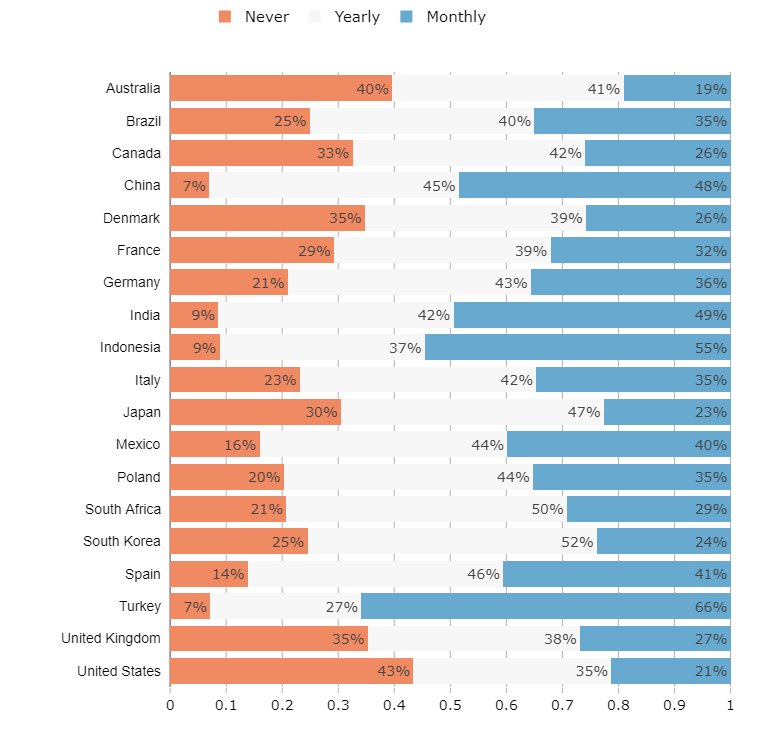 Never Yearly Monthly
Australia 40% 41% 19%
Brazil 25% 40% 35%
Canada 33% 42% 26%
China 7% 45% 48%
Denmark 35% 39% 26%
France 29% 39% 32%
Germany 21% 43% 36%
India 9% 42% 49%
Indonesia 9% 37% 55%
Italy 23% 42% 35%
Japan 30% 47% 23%
Mexico 16% 44% 40%
Poland 20% 44% 35%
South Africa 21% 50% 29%
South Korea 25% 52% 24%
Spain 14% 46% 41%
Turkey 7% 27% 66%
United Kingdom 35% 38% 27%
United States 43% 35% 21%
0 0.1 0.2 0.3 0.4 0.5 0.6 0.7 0.8 0.9 1